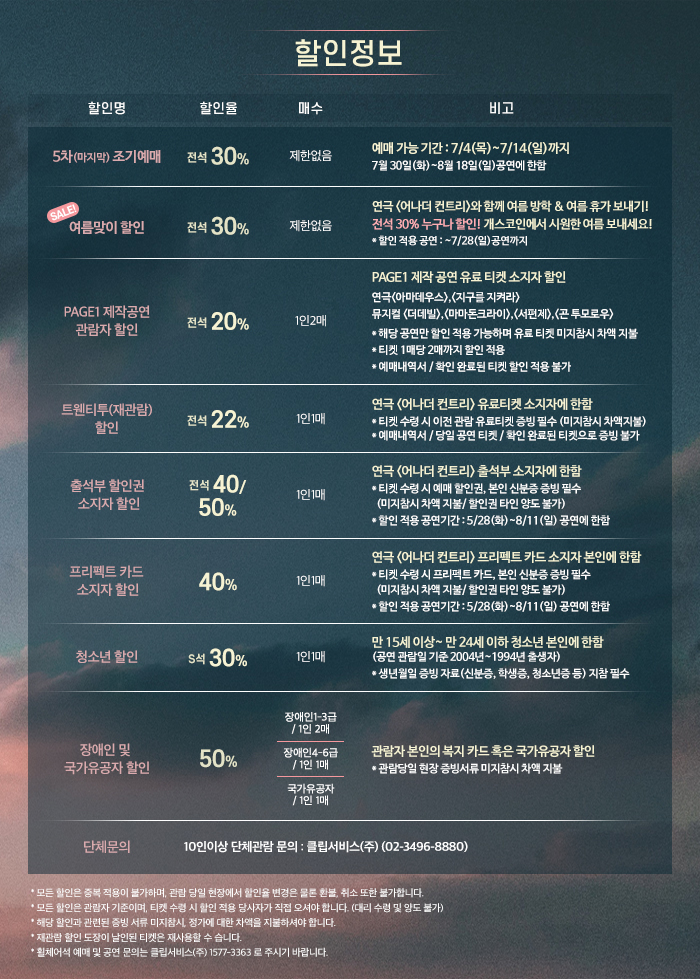 할인정보
할인명 할인율 매수 비고
5차(마지막) 조기예매 전석 30% 제한없음
예매 가능 기간 : 7/4(목)~7/14(일)까지
7월 30일(화)~8월 18일(일)공연에 한함
SALE!
여름맞이 할인 전석 30% 제한없음
연극 <어나더 컨트리>와 함께 여름 방학 & 여름 휴가 보내기!
전석 30% 누구나 할인! 개스코인에서 시원한 여름 보내세요!
* 할인 적용 공연 : ~7/28(일)공연까지
PAGE1 제작공연
관람자 할인
전석 20% 1인2매
PAGE1 제작 공연 유료 티켓 소지자 할인
연극<아마데우스>,<지구를 지켜라>
뮤지컬 <더데빌>,<마마돈크라이>,<서편제>,<곤 투모로우>
* 해당 공연만 할인 적용 가능하며 유료 티켓 미지참시 차액 지불
* 티켓 1매당 2매까지 할인 적용
* 예매내역서 / 확인 완료된 티켓 할인 적용 불가
트웬티투(재관람)
할인
전석 22% 1인1매
연극 <어나더 컨트리> 유료티켓 소지자에 한함
* 티켓 수령 시 이전 관람 유료티켓 증빙 필수 (미지참시 차액지불)
* 예매내역서 / 당일 공연 티켓 / 확인 완료된 티켓으로 증빙 불가
출석부 할인권
소지자 할인
전석 40/
50%
1인1매
연극 <어나더 컨트리> 출석부 소지자에 한함
* 티켓 수령 시 예매 할인권, 본인 신분증 증빙 필수
(미지참시 차액 지불/ 할인권 타인 양도 불가)
* 할인 적용 공연기간 : 5/28(화)~8/11(일) 공연에 한함
프리펙트 카드
소지자 할인
40% 1인1매
연극 <어나더 컨트리> 프리펙트 카드 소지자 본인에 한함
* 티켓 수령 시 프리덱트 카드, 본인 신분증 증빙 필수
(미지참시 차액 지불/ 할인권 타인 양도 불가)
* 할인 적용 공연기간 : 5/28(화)~8/11(일) 공연에 한함
청소년 할인 S석 30% 1인1매
만 15세 이상~ 만 24세 이하 청소년 본인에 한함
(공연 관람일 기준 2004년~1994년 출생자)
* 생년월일 증빙 자료(신분증, 학생증, 청소년증 등) 지참 필수
장애인 및
국가유공자 할인
50%
장애인1-3급
/ 1인 2매
장애인4-6급
/ 1인 1매
국가유공자
/ 1인 1매
관람자 본인의 복지 카드 혹은 국가유공자 할인
* 관람당일 현장 증빙서류 미지참시 차액 지불
단체문의 10인이상 단체관람 문의 : 클립서비스(주) (02-3496-8880)
* 모든 할인은 중복 적용이 불가하며, 관람 당일 현장에서 할인율 변경은 물론 환불, 취소 또한 불가합니다.
* 모든 할인은 관람자 기준이며, 티켓 수령 시 할인 적용 당사자가 직접 오셔야 합니다. (대리 수령 및 양도 불가)
* 해당 할인과 관련된 증빙 서류 미지참시, 정가에 대한 차액을 지불하셔야 합니다.
* 재관람 할인 도장이 날인된 티켓은 재사용할 수 습니다.
* 휠체어석 예매 및 공연 문의는 클립서비스(주) 1577-3363 로 주시기 바랍니다.